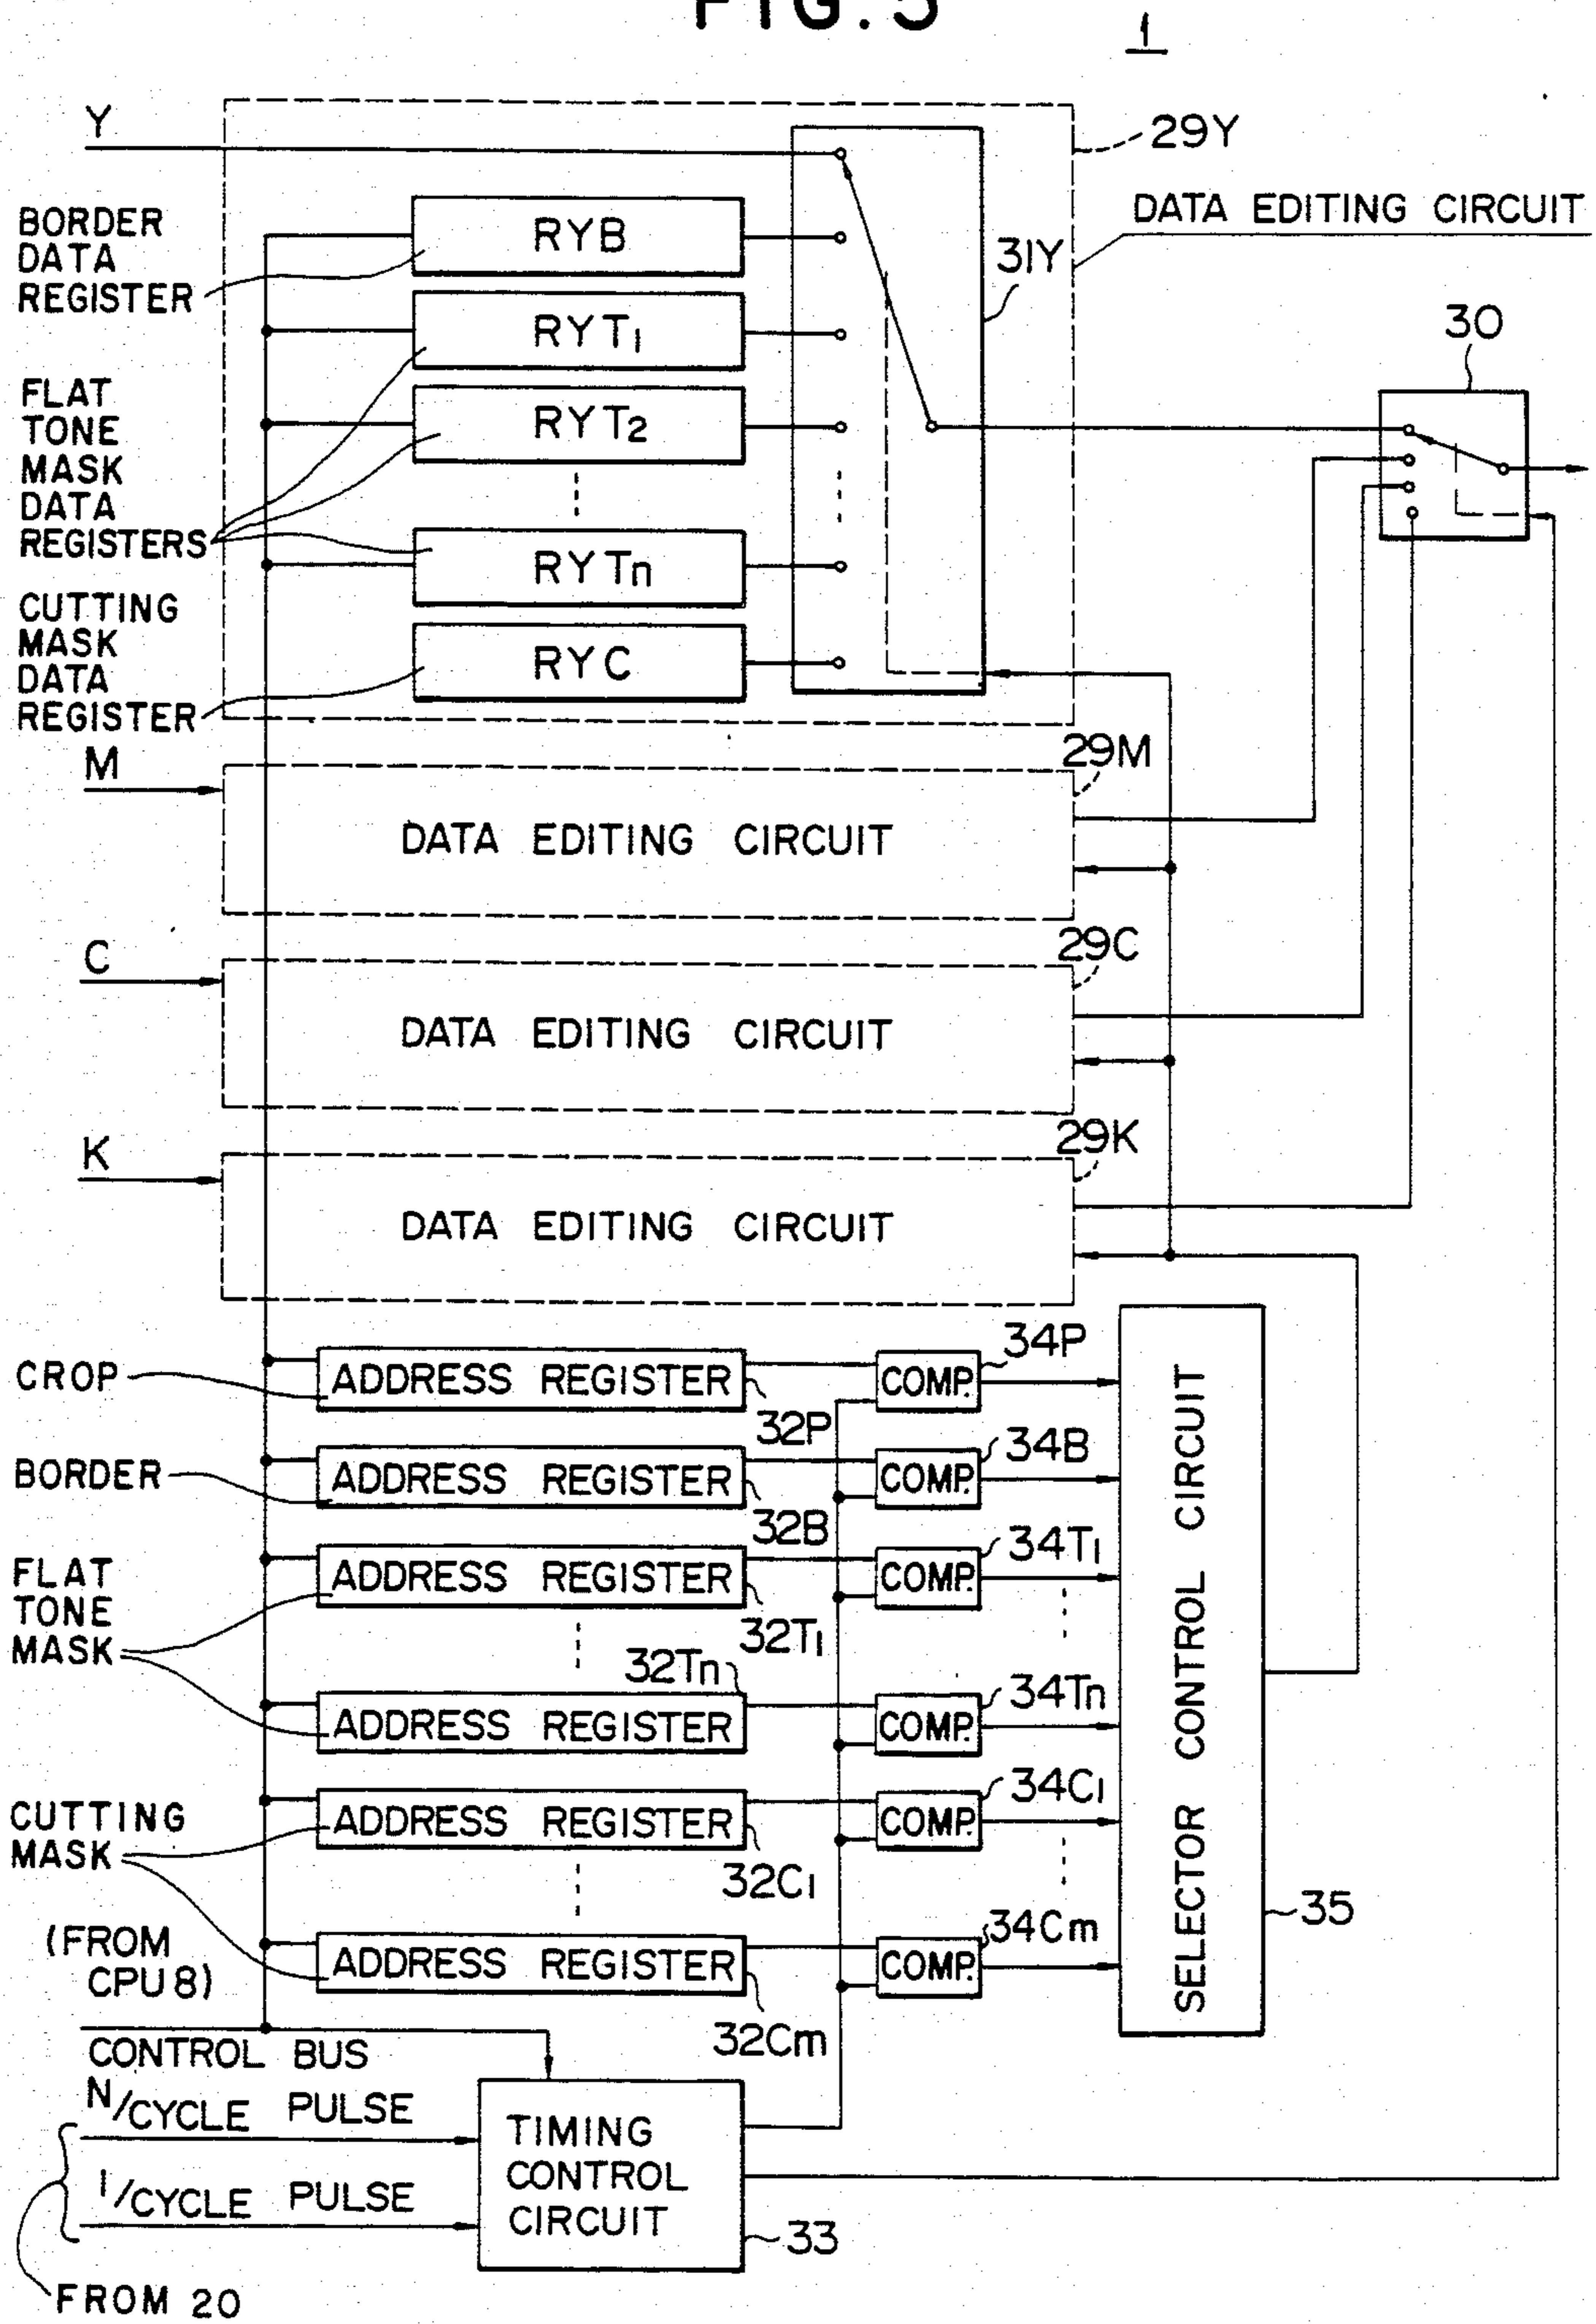 FIG. 5
1
Y
29Y
DATA EDITING CIRCUIT
BORDER
DATA
REGISTER
RYB
31Y
RYT1
30
FLAT
TONE
MASK
DATA
REGISTERS
RYT2
RYTn
CUTTING
MASK
DATA
REGISTER
RYC
M
29M
DATA EDITING CIRCUIT
C
29C
DATA EDITING CIRCUIT
K
29K
DATA EDITING CIRCUIT
CROP
ADDRESS REGISTER
32P
COMP.
34P
BORDER
ADDRESS REGISTER
32B
COMP.
34B
FLAT
TONE
MASK
ADDRESS REGISTER
32T1
COMP.
34T1
32Tn
ADDRESS REGISTER
COMP.
34Tn
CUTTING
MASK
ADDRESS REGISTER
32C1
COMP.
34C1
ADDRESS REGISTER
32Cm
COMP.
34Cm
SELECTOR CONTROL CIRCUIT
35
(FROM
CPU8)
CONTROL BUS
N/CYCLE PULSE
1/CYCLE PULSE
TIMING
CONTROL
CIRCUIT
33
FROM 20